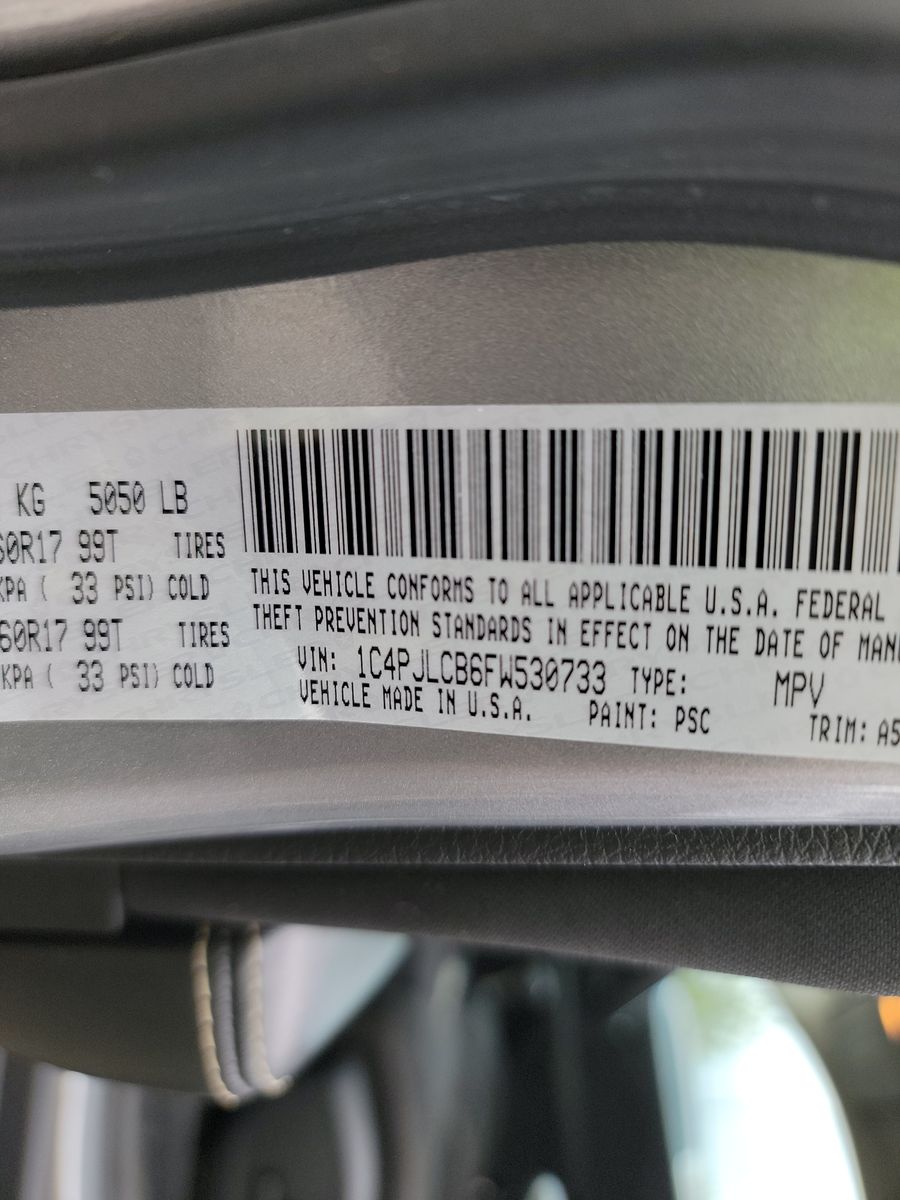 KG 5050 LB
60R17 99T TIRES
KPA ( 33 PSI) COLD
60R17 99T TIRES
KPA ( 33 PSI) COLD
THIS VEHICLE CONFORMS TO ALL APPLICABLE U.S.A. FEDERAL
THEFT PREVENTION STANDARDS IN EFFECT ON THE DATE OF MAN
VIN: 1C4PJLCB6FW530733 TYPE: MPV
VEHICLE MADE IN U.S.A. PAINT: PSC TRIM: A5